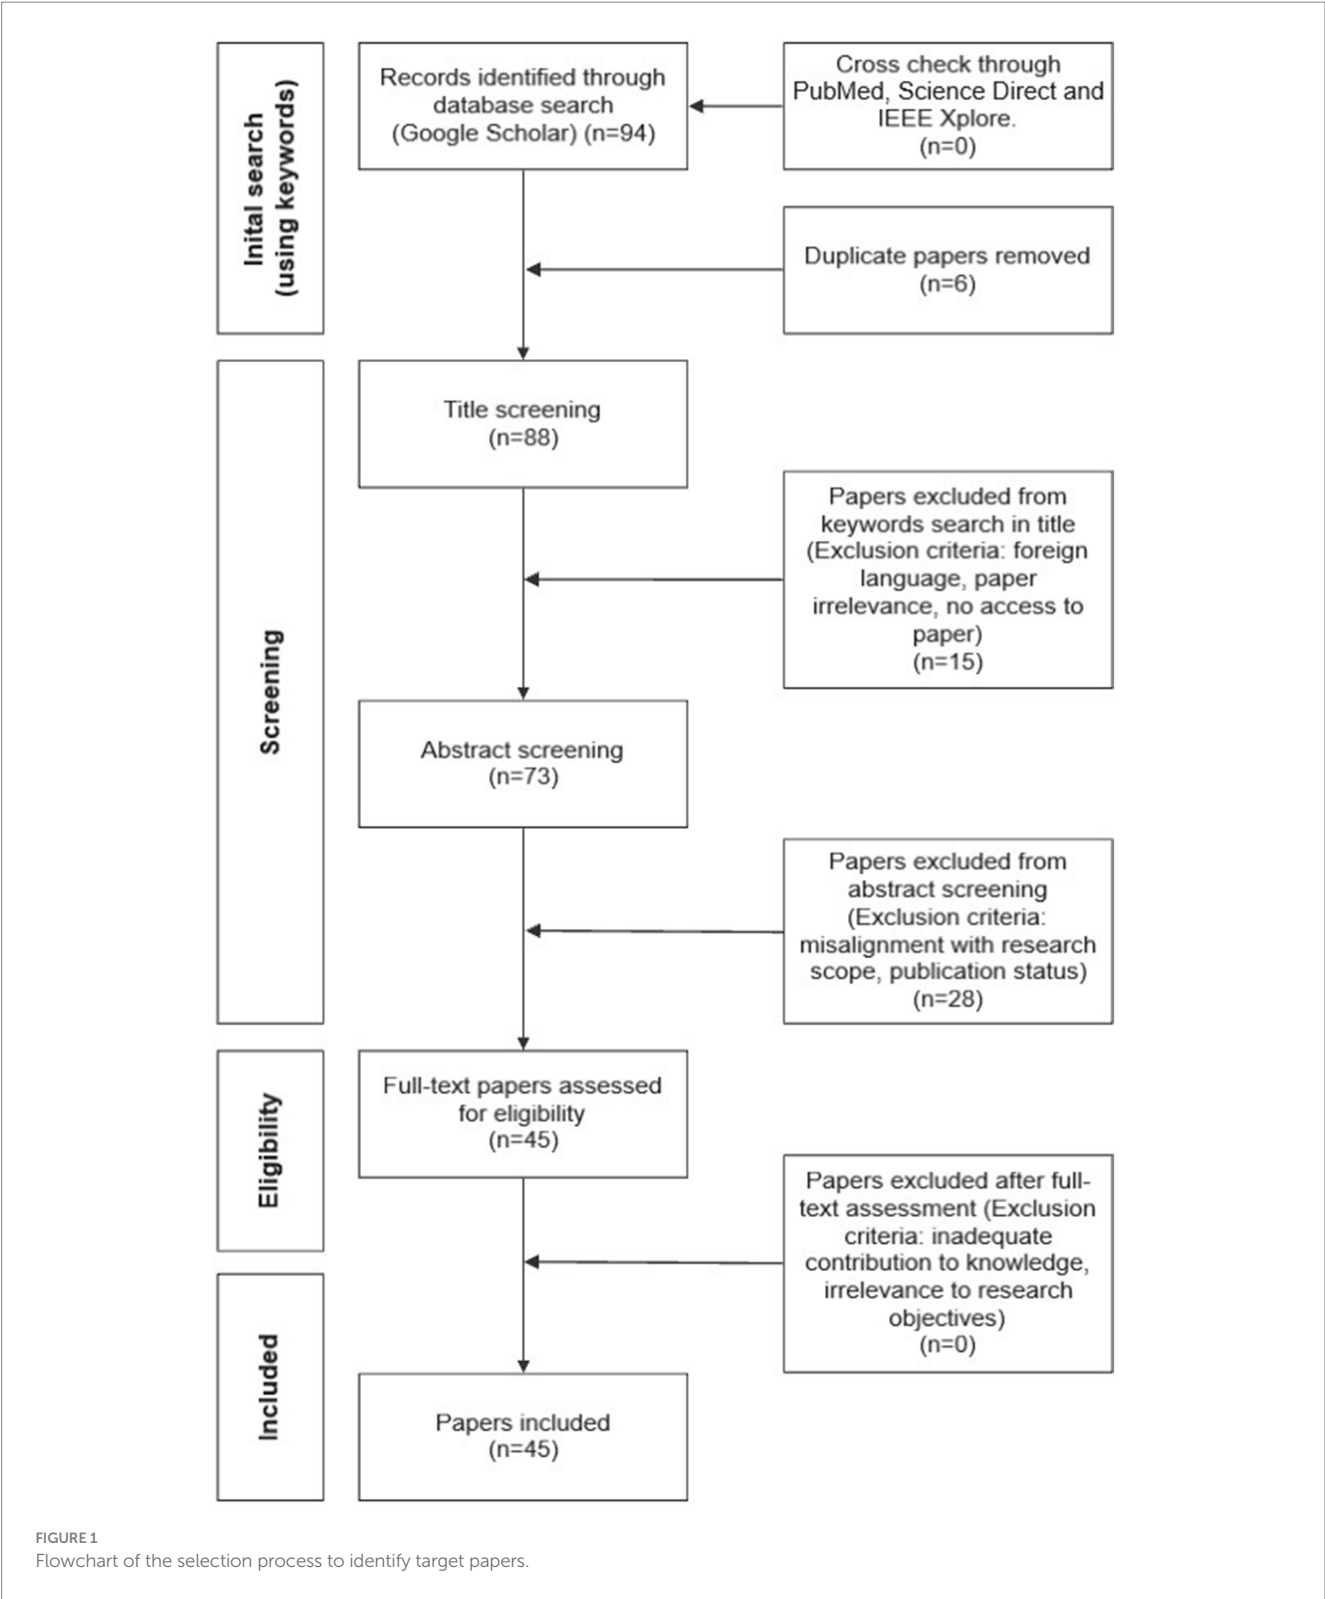 Inital search
(using keywords)
Records identified through
database search
(Google Scholar) (n=94)
Cross check through
PubMed, Science Direct and
IEEE Xplore.
(n=0)
Duplicate papers removed
(n=6)
Screening
Title screening
(n=88)
Papers excluded from
keywords search in title
(Exclusion criteria: foreign
language, paper
irrelevance, no access to
paper)
(n=15)
Abstract screening
(n=73)
Papers excluded from
abstract screening
(Exclusion criteria:
misalignment with research
scope, publication status)
(n=28)
Eligibility
Full-text papers assessed
for eligibility
(n=45)
Papers excluded after full-
text assessment (Exclusion
criteria: inadequate
contribution to knowledge,
irrelevance to research
objectives)
(n=0)
Included
Papers included
(n=45)
FIGURE 1
Flowchart of the selection process to identify target papers.